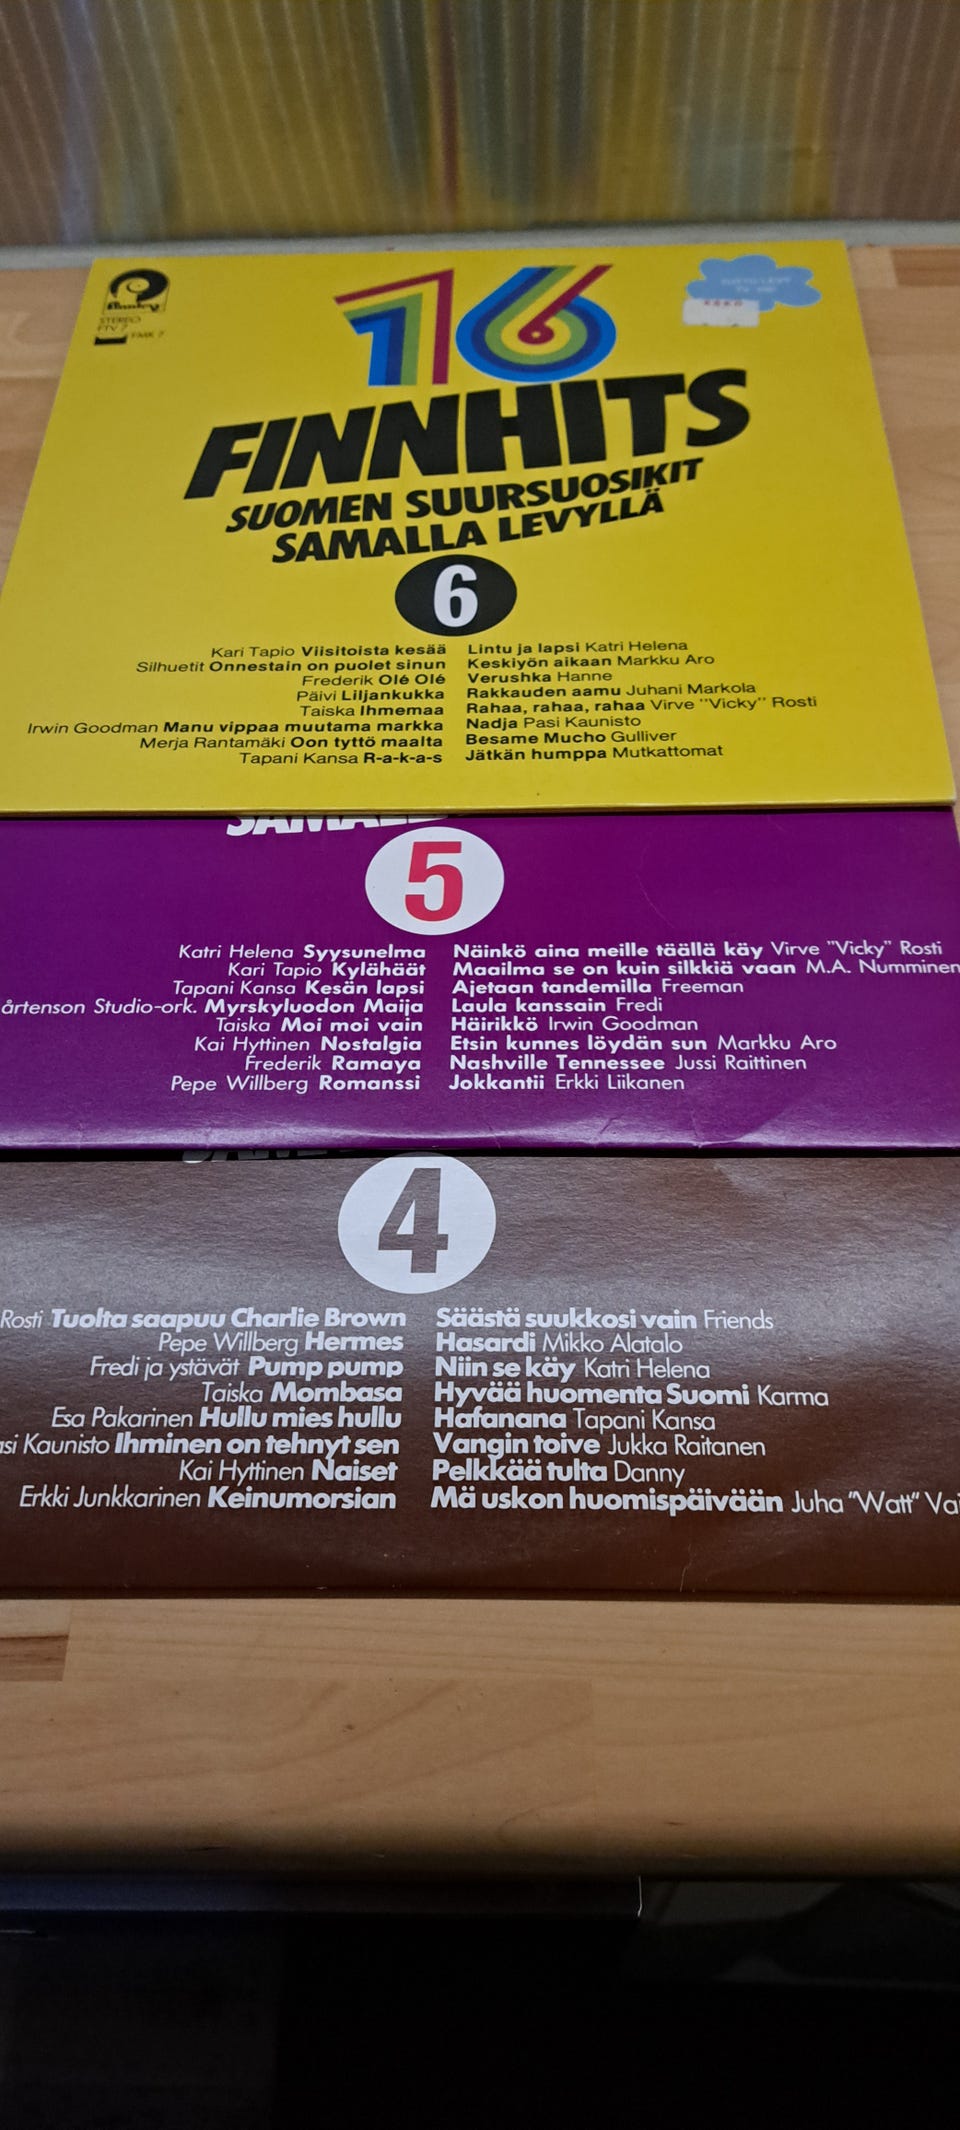 Finnlevy
STEREO
FTV 7
FMK 7
16
FINNHITS
SUOMEN SUURSUOSIKIT
SAMALLA LEVYLLÄ
6
Kari Tapio Viisitoista kesää
Silhuetit Onnestain on puolet sinun
Frederik Olé Olé
Päivi Liljankukka
Taiska Ihmemaa
Irwin Goodman Manu vippaa muutama markka
Merja Rantamäki Oon tyttö maalta
Tapani Kansa R-a-k-a-s
Lintu ja lapsi Katri Helena
Keskiyön aikaan Markku Aro
Verushka Hanne
Rakkauden aamu Juhani Markola
Rahaa, rahaa, rahaa Virve "Vicky" Rosti
Nadja Pasi Kaunisto
Besame Mucho Gulliver
Jätkän humppa Mutkattomat
5
Katri Helena Syysunelma
Kari Tapio Kylähäät
Tapani Kansa Kesän lapsi
årtenson Studio-ork. Myrskyluodon Maija
Taiska Moi moi vain
Kai Hyttinen Nostalgia
Frederik Ramaya
Pepe Willberg Romanssi
Näinkö aina meille täällä käy Virve "Vicky" Rosti
Maailma se on kuin silkkiä vaan M.A. Numminen
Ajetaan tandemilla Freeman
Laula kanssain Fredi
Häirikkö Irwin Goodman
Etsin kunnes löydän sun Markku Aro
Nashville Tennessee Jussi Raittinen
Jokkantii Erkki Liikanen
4
Rosti Tuolta saapuu Charlie Brown
Pepe Willberg Hermes
Fredi ja ystävät Pump pump
Taiska Mombasa
Esa Pakarinen Hullu mies hullu
asi Kaunisto Ihminen on tehnyt sen
Kai Hyttinen Naiset
Erkki Junkkarinen Keinumorsian
Säästä suukkosi vain Friends
Hasardi Mikko Alatalo
Niin se käy Katri Helena
Hyvää huomenta Suomi Karma
Hafanana Tapani Kansa
Vangin toive Jukka Raitanen
Pelkkää tulta Danny
Mä uskon huomispäivään Juha "Watt" Vai